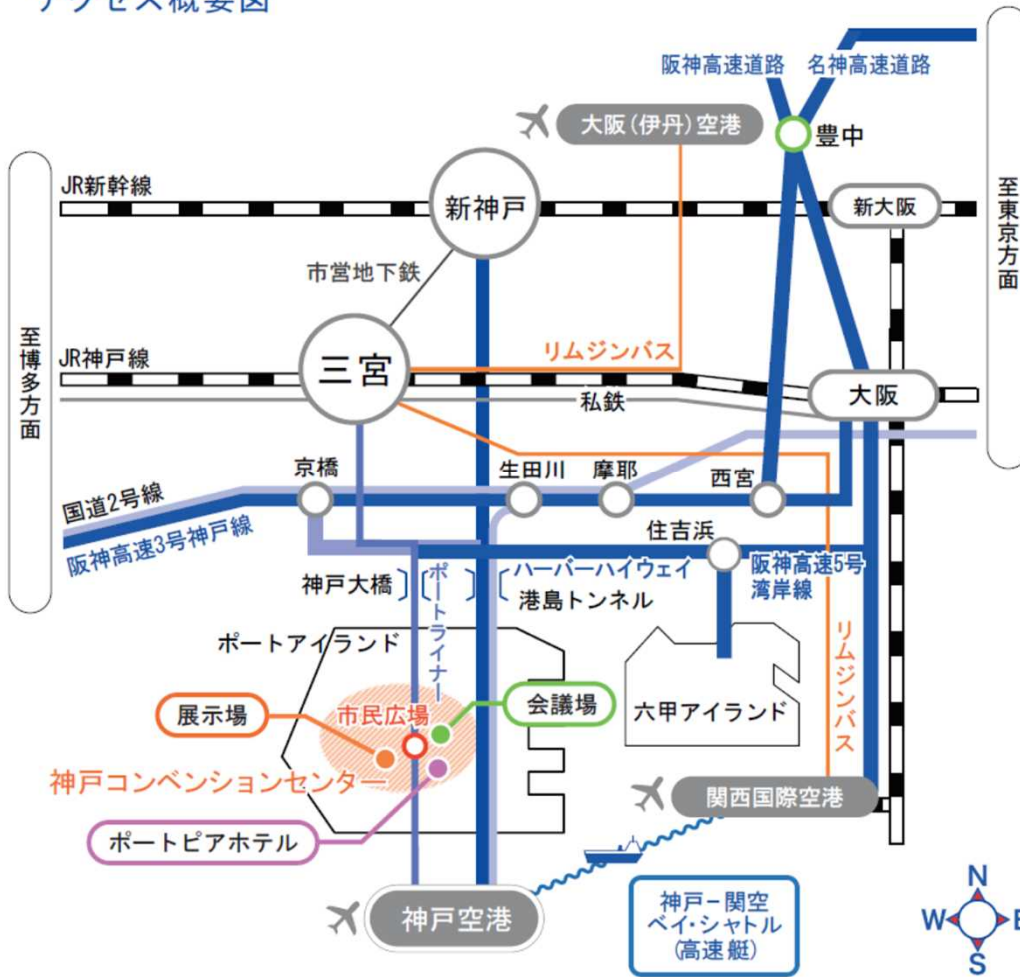 アクセス概要図
阪神高速道路 名神高速道路
大阪(伊丹)空港
豊中
JR新幹線
新神戸
新大阪
至東京方面
市営地下鉄
至博多方面
JR神戸線
三宮
リムジンバス
私鉄
大阪
京橋
生田川
摩耶
西宮
国道2号線
阪神高速3号神戸線
住吉浜
神戸大橋
ポートライナー
ハーバーハイウェイ
港島トンネル
阪神高速5号
湾岸線
ポートアイランド
リムジンバス
展示場
市民広場
会議場
六甲アイランド
神戸コンベンションセンター
関西国際空港
ポートピアホテル
神戸空港
神戸−関空
ベイ・シャトル
(高速艇)
N
W
E
S